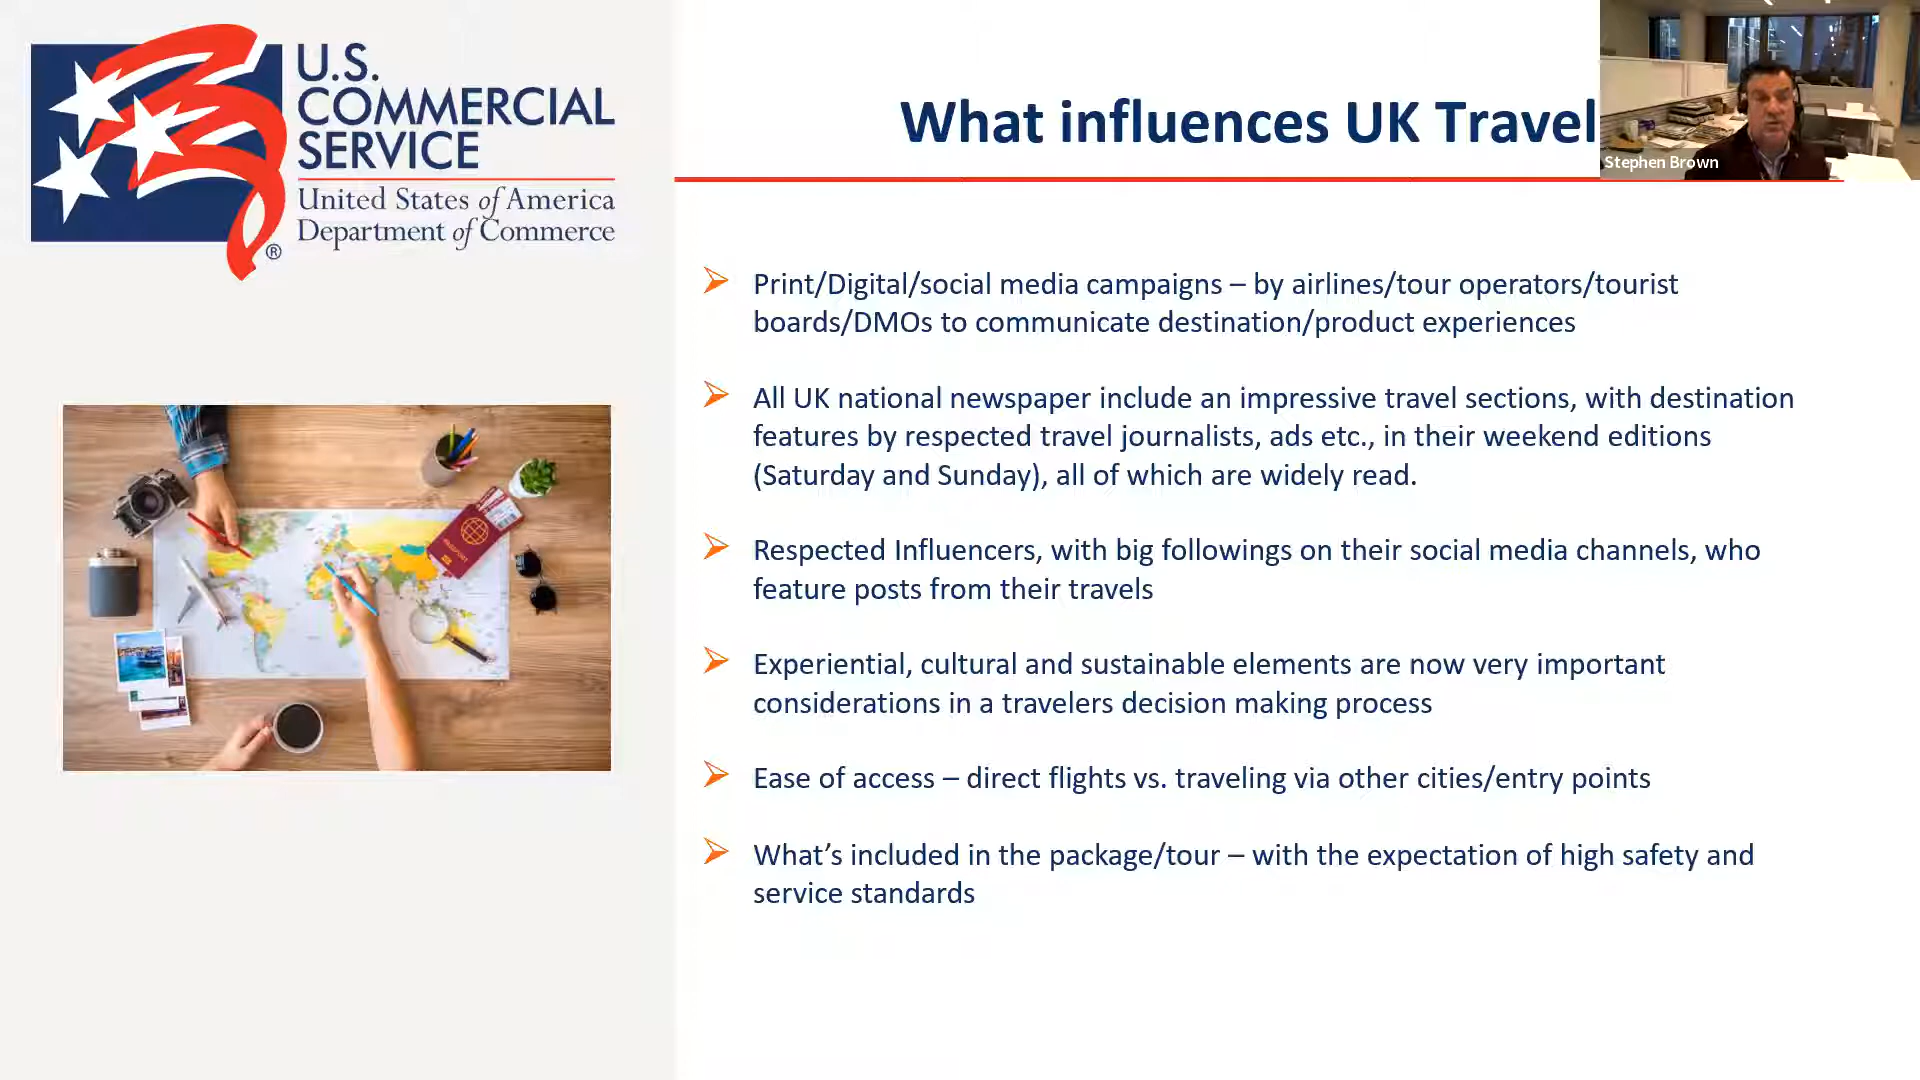 U.S.
COMMERCIAL
SERVICE
United States of America
Department of Commerce
®
What influences UK Travel
Stephen Brown
Print/Digital/social media campaigns – by airlines/tour operators/tourist
boards/DMOs to communicate destination/product experiences
All UK national newspaper include an impressive travel sections, with destination
features by respected travel journalists, ads etc., in their weekend editions
(Saturday and Sunday), all of which are widely read.
Respected Influencers, with big followings on their social media channels, who
feature posts from their travels
Experiential, cultural and sustainable elements are now very important
considerations in a travelers decision making process
Ease of access – direct flights vs. traveling via other cities/entry points
What’s included in the package/tour – with the expectation of high safety and
service standards